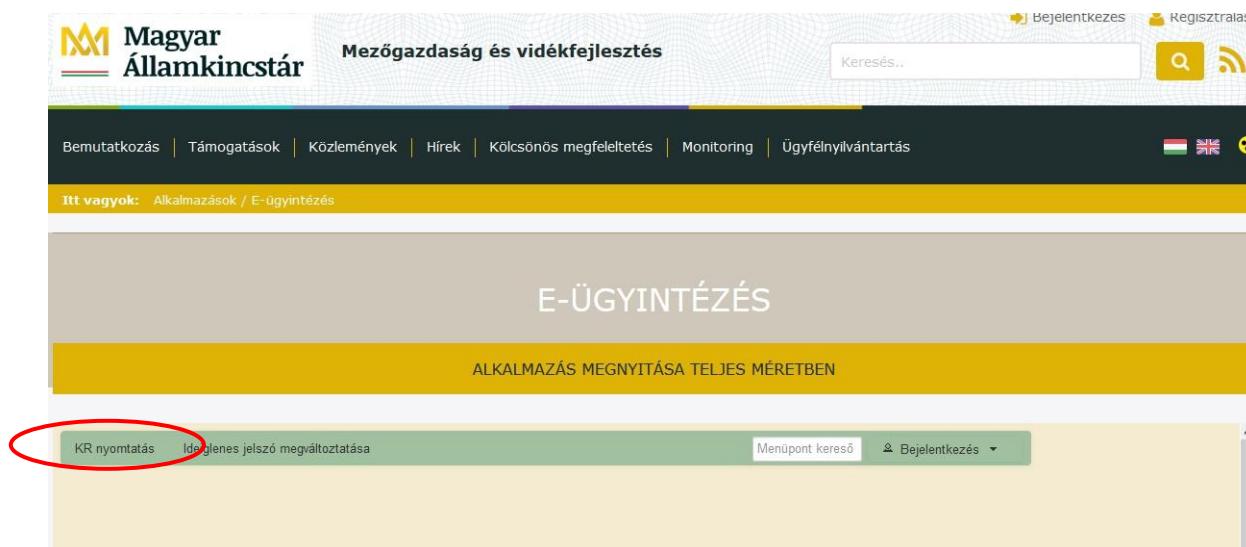 Bejelentkezés Regisztrálás
Magyar
Államkincstár
Mezőgazdaság és vidékfejlesztés
Keresés..
Bemutatkozás | Támogatások | Közlemények | Hírek | Kölcsönös megfeleltetés | Monitoring | Ügyfélnyilvántartás
Itt vagyok: Alkalmazások / E-ügyintézés
E-ÜGYINTÉZÉS
ALKALMAZÁS MEGNYITÁSA TELJES MÉRETBEN
KR nyomtatás Ideiglenes jelszó megváltoztatása Menüpont kereső Bejelentkezés